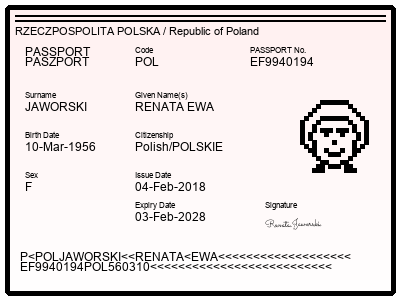 RZECZPOSPOLITA POLSKA / Republic of Poland
PASSPORT Code PASSPORT No.
PASZPORT POL EF9940194
Surname Given Name(s)
JAWORSKI RENATA EWA
Birth Date Citizenship
10-Mar-1956 Polish/POLSKIE
Sex Issue Date
F 04-Feb-2018
Expiry Date Signature
03-Feb-2028 Renata Jaworski
P<POLJAWORSKI<<RENATA<EWA<<<<<<<<<<<<<<<<<<<
EF9940194POL560310<<<<<<<<<<<<<<<<<<<<<<<<<<